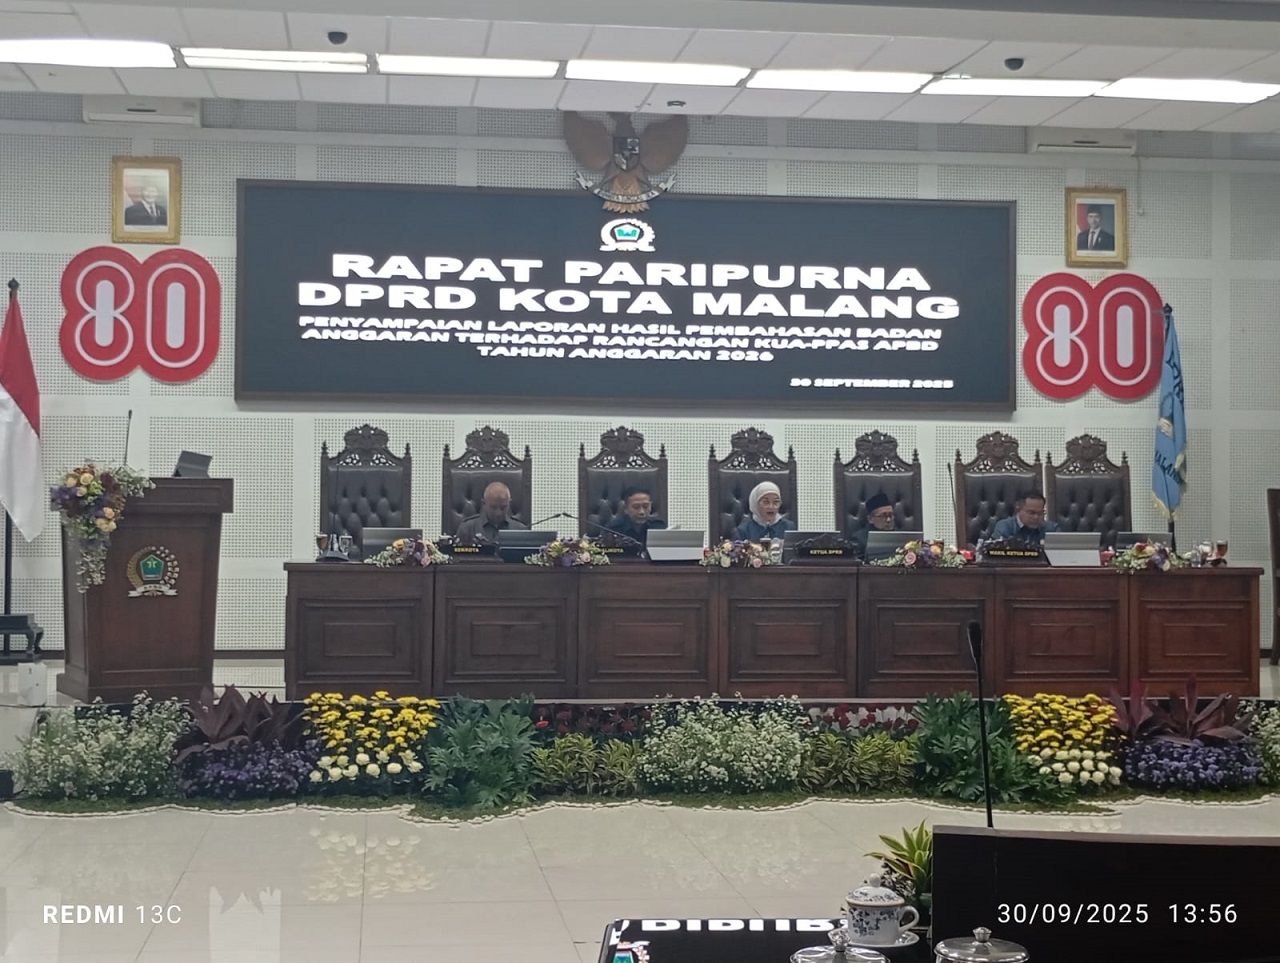 RAPAT PARIPURNA
DPRD KOTA MALANG
PENYAMPAIAN LAPORAN HASIL PEMBAHASAN BADAN
ANGGARAN TERHADAP RANCANGAN KUA-PPAS APBD
TAHUN ANGGARAN 2026
30 SEPTEMBER 2025
80
80
SEKKOTA
WALIKOTA
KETUA DPRD
WAKIL KETUA DPRD
REDMI 13C
30/09/2025 13:56